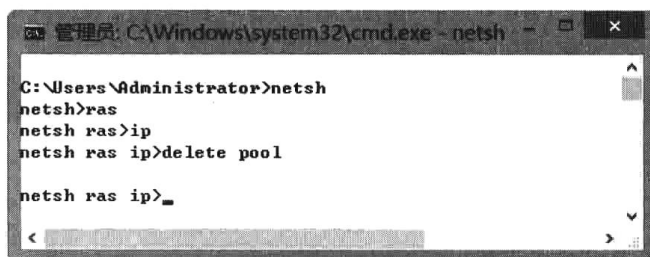 管理员: C:\Windows\system32\cmd.exe - netsh
C:\Users\Administrator>netsh
netsh>ras
netsh ras>ip
netsh ras ip>delete pool
netsh ras ip>_